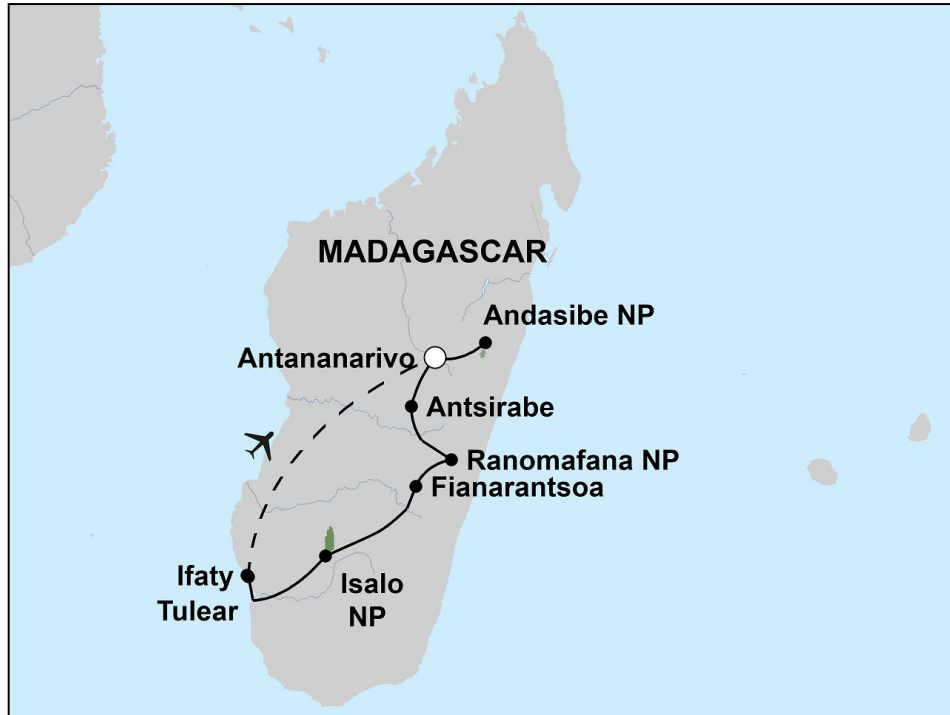 MADAGASCAR
Andasibe NP
Antananarivo
Antsirabe
Ranomafana NP
Fianarantsoa
Ifaty
Tulear
Isalo
NP